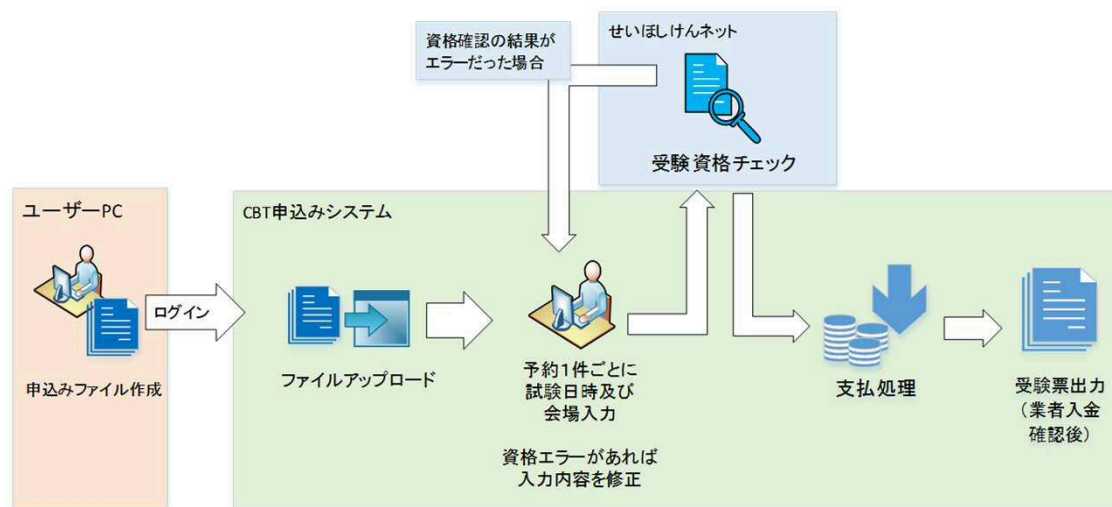 資格確認の結果が
エラーだった場合
せいほしけんネット
受験資格チェック
ユーザーPC
申込みファイル作成
ログイン
CBT申込みシステム
ファイルアップロード
予約1件ごとに
試験日時及び
会場入力
資格エラーがあれば
入力内容を修正
支払処理
受験票出力
（業者入金
確認後）